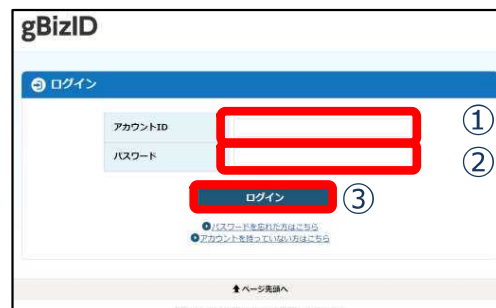 gBizID
ログイン
アカウントID
①
パスワード
②
ログイン
③
パスワードを忘れた方はこちら
アカウントを持っていない方はこちら
ページ先頭へ